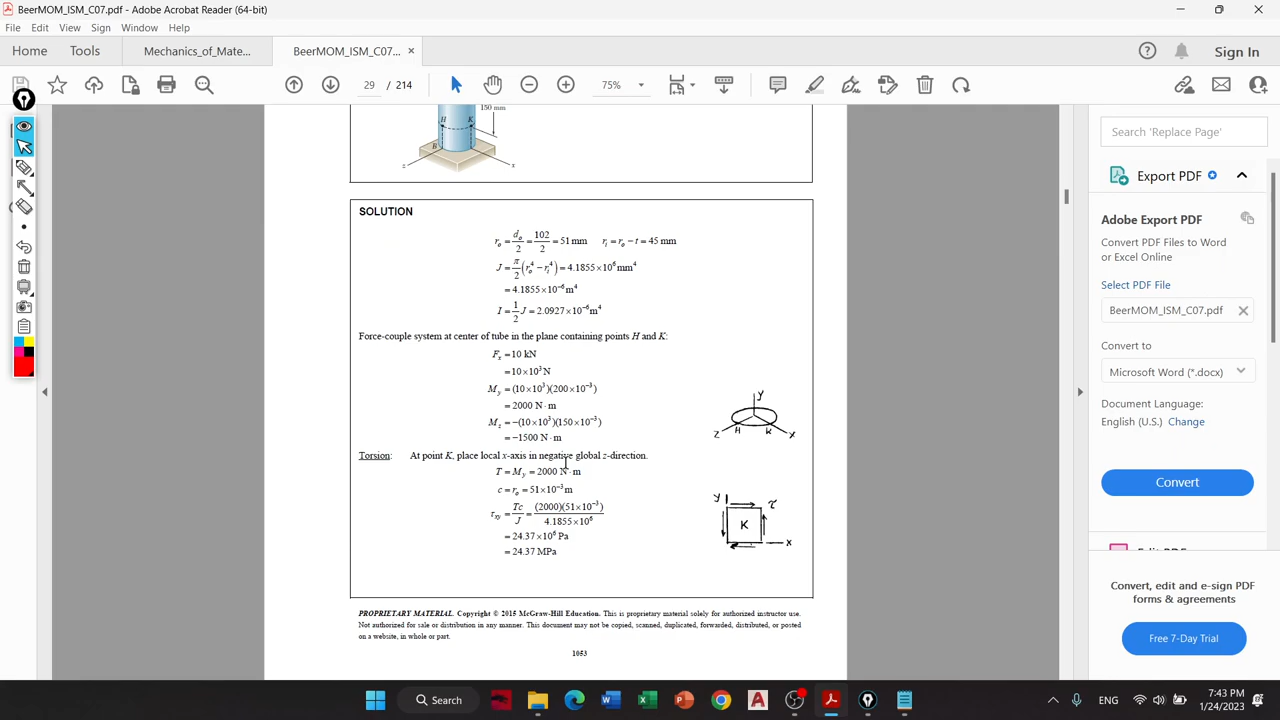 BeerMOM_ISM_C07.pdf - Adobe Acrobat Reader (64-bit)
File Edit View Sign Window Help
Home Tools Mechanics_of_Mate... BeerMOM_ISM_C07... × Sign In
29 / 214 75%
150 mm
H K
B
z x
SOLUTION
r_o = d_o/2 = 102/2 = 51 mm r_i = r_o − t = 45 mm
J = π/2 (r_o^4 − r_i^4) = 4.1855×10^6 mm^4
= 4.1855×10^−6 m^4
I = 1/2 J = 2.0927×10^−6 m^4
Force-couple system at center of tube in the plane containing points H and K:
F_x = 10 kN
= 10×10^3 N
M_y = (10×10^3)(200×10^−3)
= 2000 N·m
M_z = −(10×10^3)(150×10^−3)
= −1500 N·m
y
z H K x
Torsion: At point K, place local x-axis in negative global z-direction.
T = M_y = 2000 N·m
c = r_o = 51×10^−3 m
τ_xy = Tc/J = (2000)(51×10^−3)/4.1855×10^6
= 24.37×10^6 Pa
= 24.37 MPa
y τ
K
x
PROPRIETARY MATERIAL. Copyright © 2015 McGraw-Hill Education. This is proprietary material solely for authorized instructor use.
Not authorized for sale or distribution in any manner. This document may not be copied, scanned, duplicated, forwarded, distributed, or posted
on a website, in whole or part.
1053
Search 'Replace Page'
Export PDF
Adobe Export PDF
Convert PDF Files to Word
or Excel Online
Select PDF File
BeerMOM_ISM_C07.pdf
Convert to
Microsoft Word (*.docx)
Document Language:
English (U.S.) Change
Convert
Convert, edit and e-sign PDF
forms & agreements
Free 7-Day Trial
Search
ENG
7:43 PM
1/24/2023